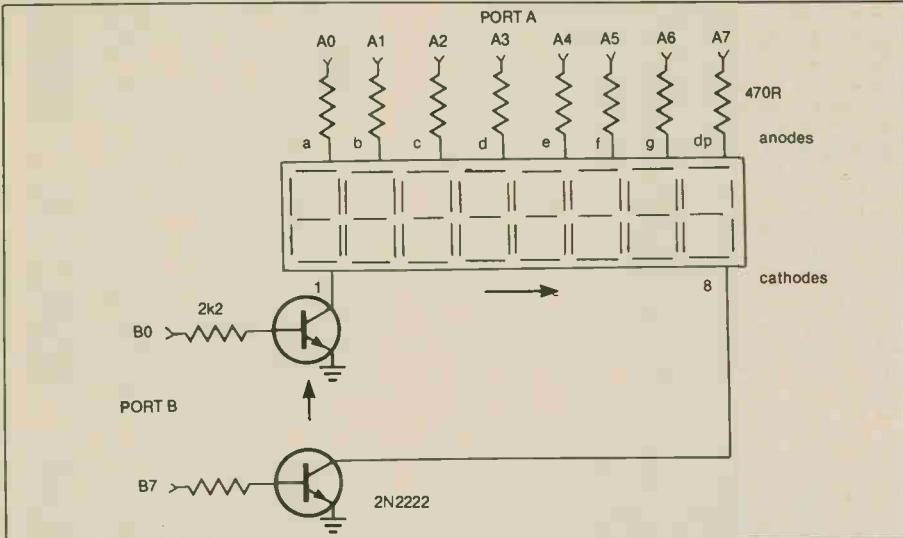 PORT A
A0 A1 A2 A3 A4 A5 A6 A7
470R
a b c d e f g dp anodes
1 8 cathodes
2k2
B0
PORT B
B7
2N2222